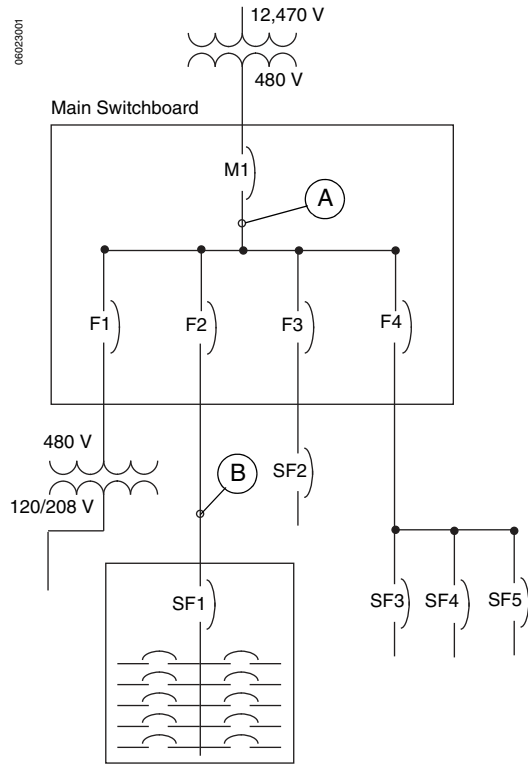 06023001
12,470 V
480 V
Main Switchboard
M1
A
F1
F2
F3
F4
480 V
120/208 V
B
SF2
SF1
SF3
SF4
SF5